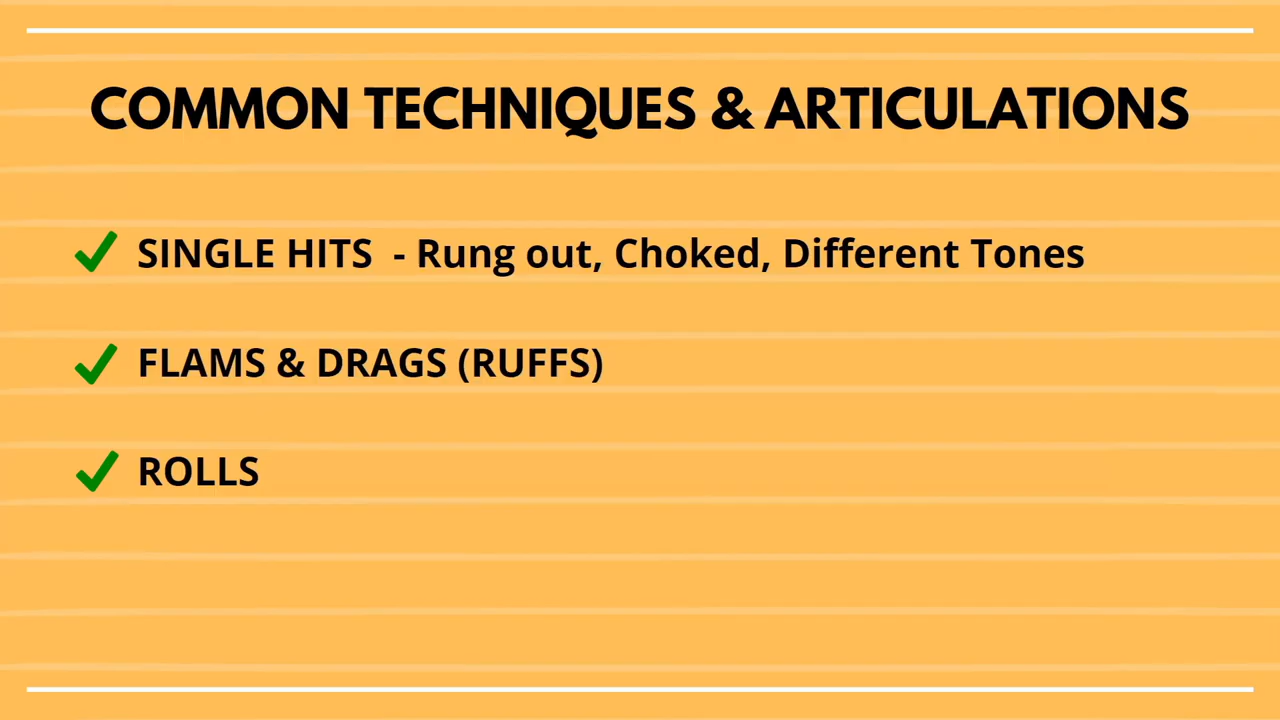 COMMON TECHNIQUES & ARTICULATIONS
SINGLE HITS - Rung out, Choked, Different Tones
FLAMS & DRAGS (RUFFS)
ROLLS